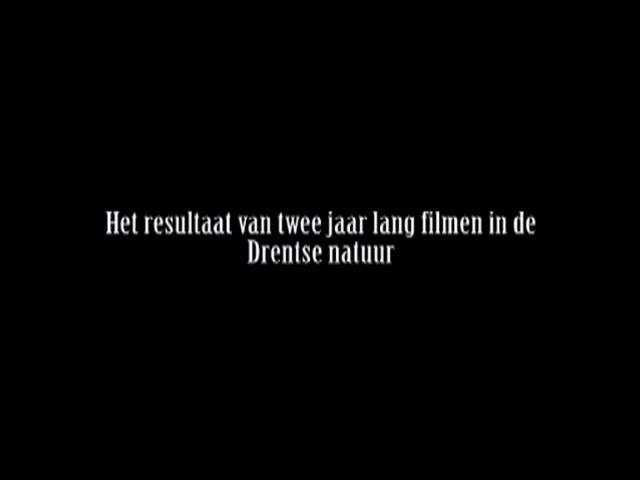 Het resultaat van twee jaar lang filmen in de
Drentse natuur